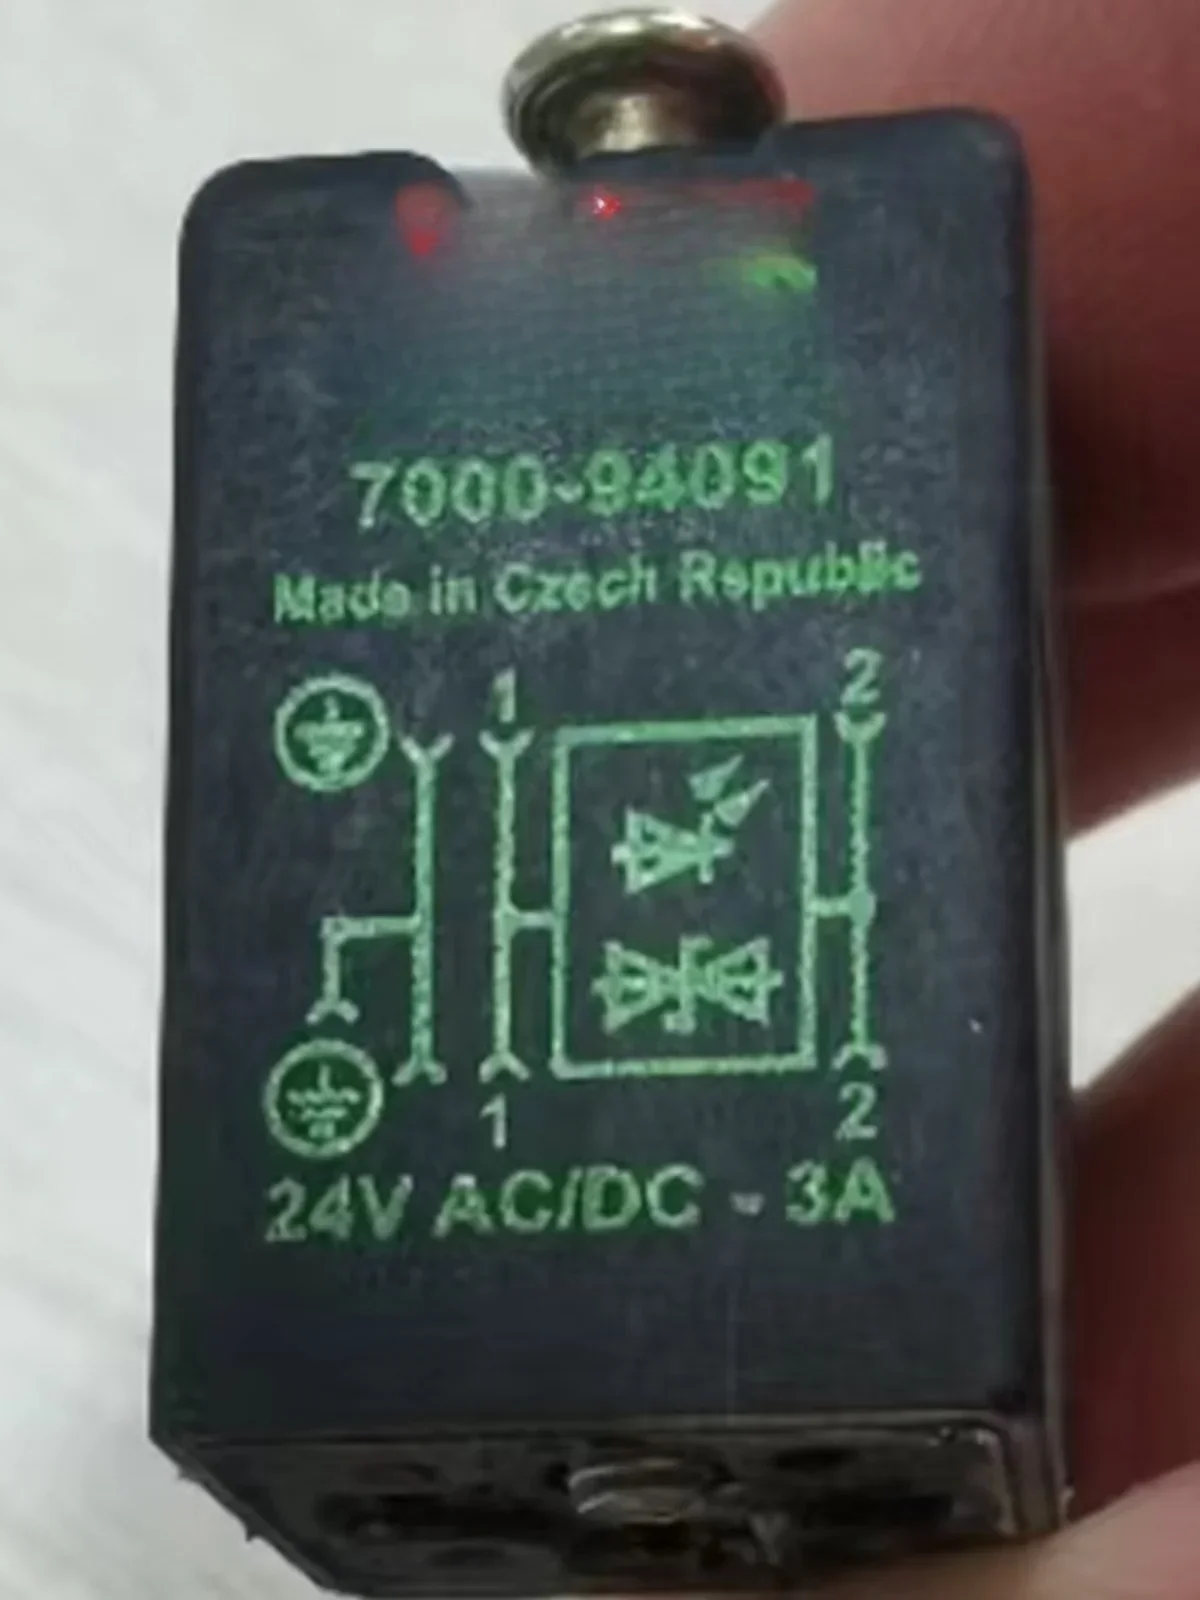 7000-94091
Made in Czech Republic
1 2
1 2
24V AC/DC - 3A